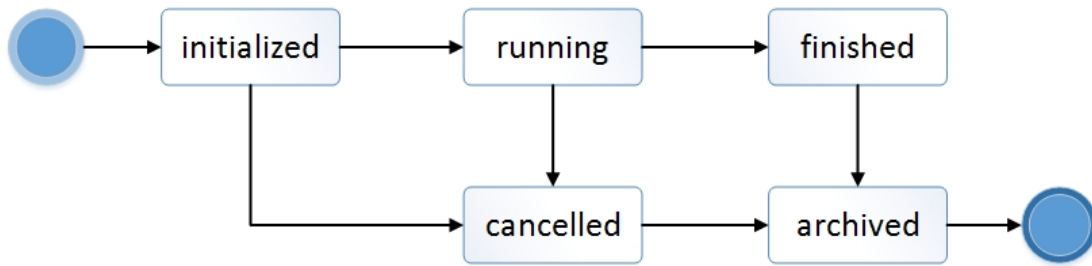 initialized
running
finished
cancelled
archived